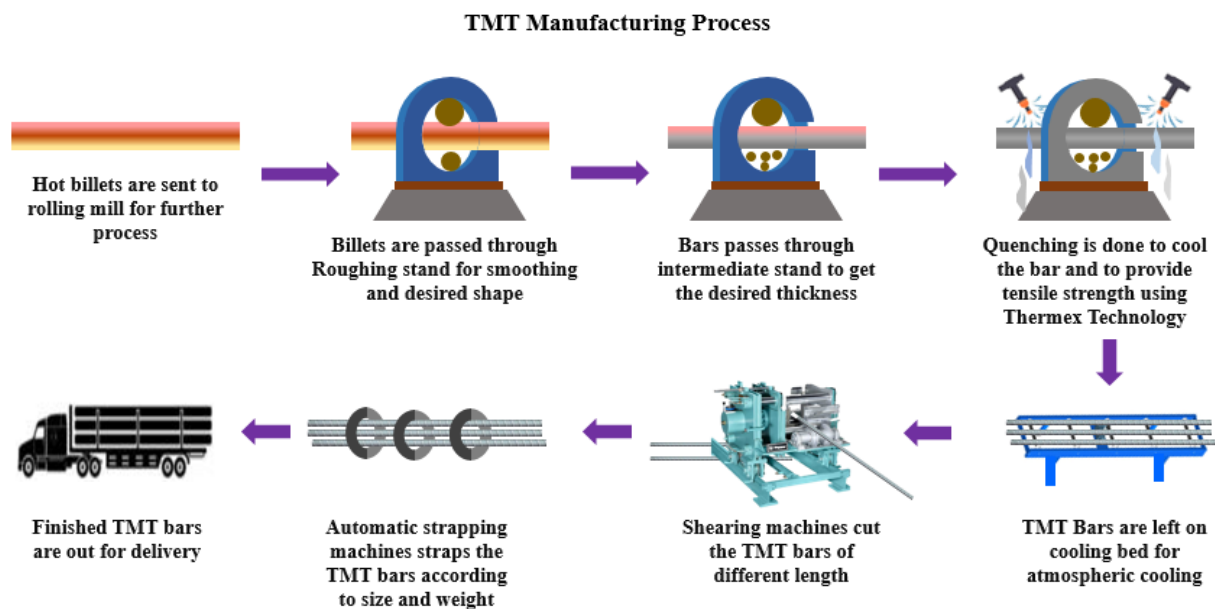 TMT Manufacturing Process
Hot billets are sent to
rolling mill for further
process
Billets are passed through
Roughing stand for smoothing
and desired shape
Bars passes through
intermediate stand to get
the desired thickness
Quenching is done to cool
the bar and to provide
tensile strength using
Thermex Technology
TMT Bars are left on
cooling bed for
atmospheric cooling
Shearing machines cut
the TMT bars of
different length
Automatic strapping
machines straps the
TMT bars according
to size and weight
Finished TMT bars
are out for delivery